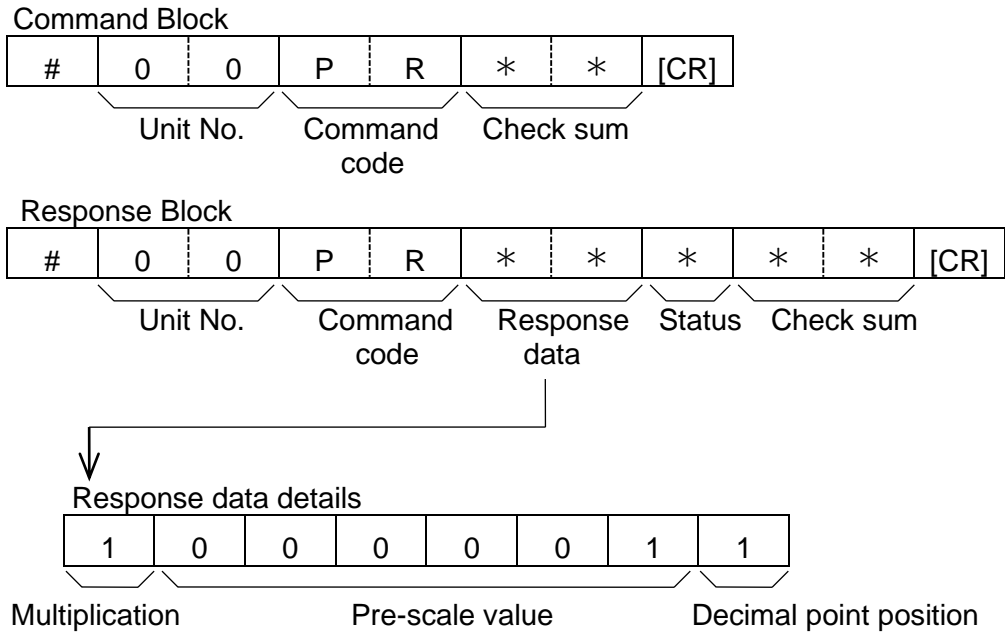 Command Block
# 0 0 P R * * [CR]
Unit No. Command code Check sum
Response Block
# 0 0 P R * * * * * [CR]
Unit No. Command code Response data Status Check sum
Response data details
1 0 0 0 0 0 1 1
Multiplication Pre-scale value Decimal point position